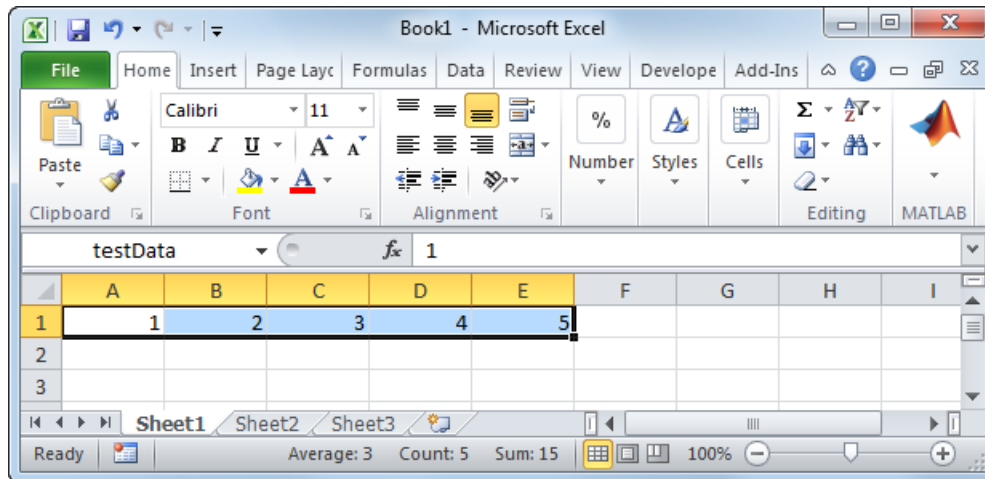 Book1 - Microsoft Excel
File Home Insert Page Layc Formulas Data Review View Develope Add-Ins
Calibri 11 % Σ
Paste B I U A A A Number Styles Cells
Clipboard Font Alignment Editing MATLAB
testData fx 1
A B C D E F G H I
1 1 2 3 4 5
2
3
Sheet1 Sheet2 Sheet3
Ready Average: 3 Count: 5 Sum: 15 100%